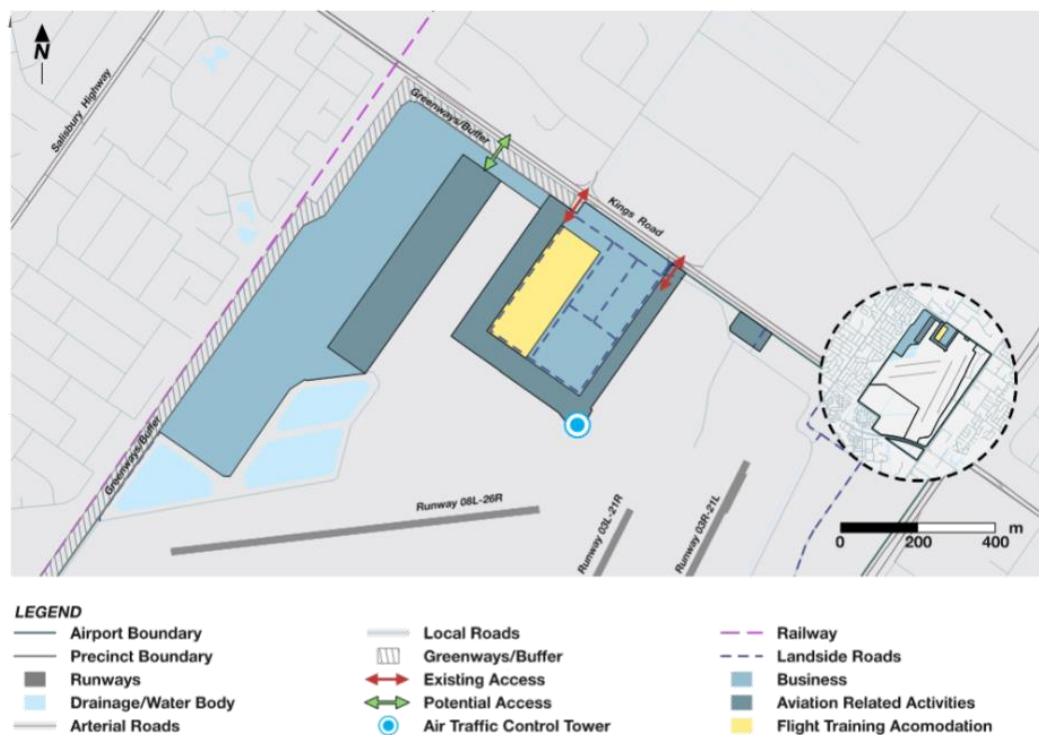 N
Salisbury Highway
Greenways/Buffer
Kings Road
Greenways/Buffer
Runway 08L-26R
Runway 03L-21R
Runway 03R-21L
m
0 200 400
LEGEND
Airport Boundary
Precinct Boundary
Runways
Drainage/Water Body
Arterial Roads
Local Roads
Greenways/Buffer
Existing Access
Potential Access
Air Traffic Control Tower
Railway
Landside Roads
Business
Aviation Related Activities
Flight Training Acomodation